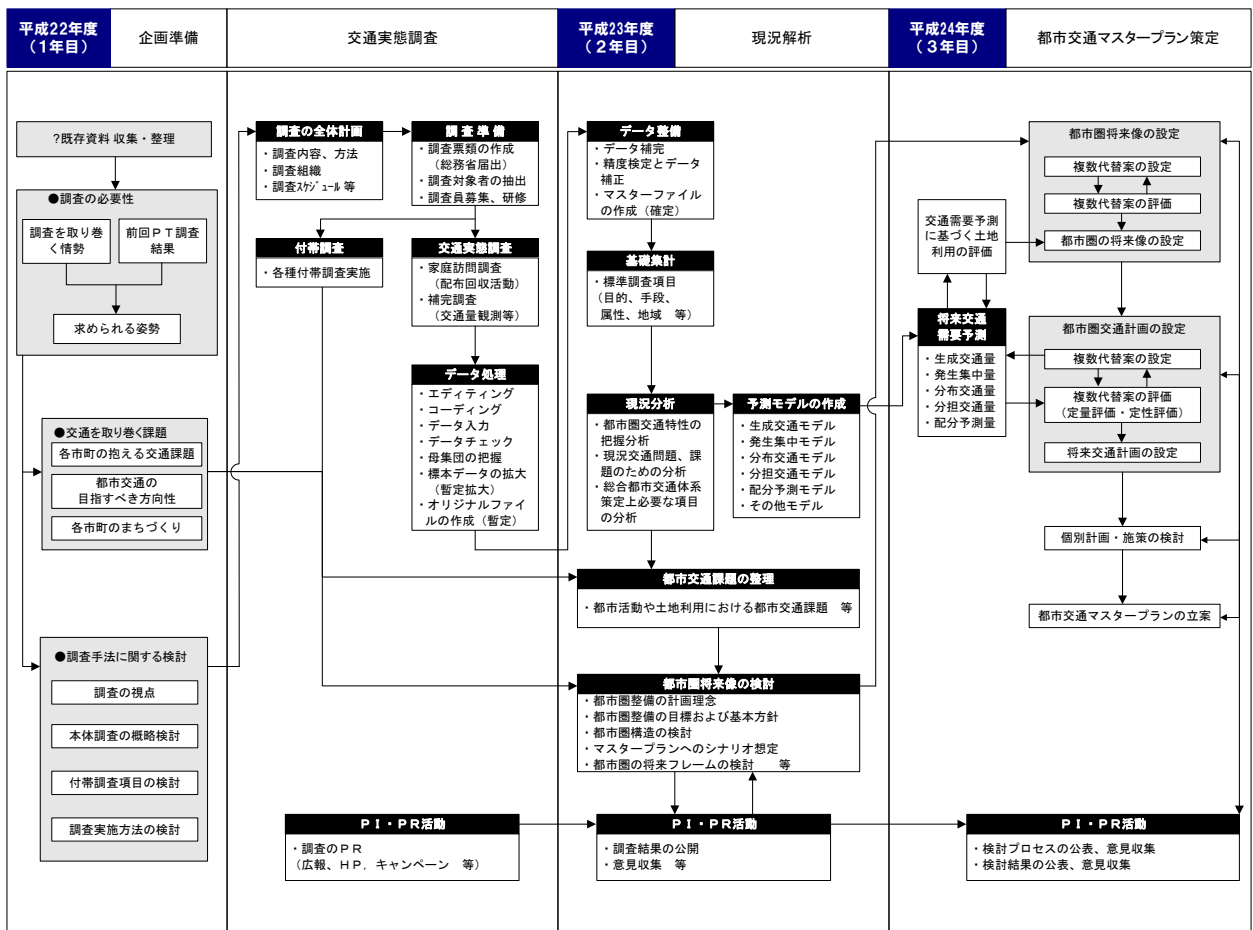 平成22年度
(1年目)
企画準備
交通実態調査
平成23年度
(2年目)
現況解析
平成24年度
(3年目)
都市交通マスタープラン策定
?既存資料 収集・整理
●調査の必要性
調査を取り巻
く情勢
前回ＰＴ調査
結果
求められる姿勢
●交通を取り巻く課題
各市町の抱える交通課題
都市交通の
目指すべき方向性
各市町のまちづくり
●調査手法に関する検討
調査の視点
本体調査の概略検討
付帯調査項目の検討
調査実施方法の検討
調査の全体計画
・調査内容、方法
・調査組織
・調査ｽｹｼﾞｭｰﾙ 等
調 査 準 備
・調査票類の作成
(総務省届出)
・調査対象者の抽出
・調査員募集、研修
付帯調査
・各種付帯調査実施
交通実態調査
・家庭訪問調査
(配布回収活動)
・補完調査
(交通量観測等)
データ処理
・エディティング
・コーディング
・データ入力
・データチェック
・母集団の把握
・標本データの拡大
(暫定拡大)
・オリジナルファイ
ルの作成(暫定)
ＰＩ・ＰＲ活動
・調査のＰＲ
(広報、ＨＰ．キャンペーン 等)
データ整備
・データ補完
・精度検定とデータ
補正
・マスターファイル
の作成(確定)
基礎集計
・標準調査項目
(目的、手段、
属性、地域 等)
現況分析
・都市圏交通特性の
把握分析
・現況交通問題、課
題のための分析
・総合都市交通体系
策定上必要な項目
の分析
予測モデルの作成
・生成交通モデル
・発生集中モデル
・分布交通モデル
・分担交通モデル
・配分予測モデル
・その他モデル
都市交通課題の整理
・都市活動や土地利用における都市交通課題 等
都市圏将来像の検討
・都市圏整備の計画理念
・都市圏整備の目標および基本方針
・都市圏構造の検討
・マスタープランへのシナリオ想定
・都市圏の将来フレームの検討 等
ＰＩ・ＰＲ活動
・調査結果の公開
・意見収集 等
交通需要予測
に基づく土地
利用の評価
将来交通
需要予測
・生成交通量
・発生集中量
・分布交通量
・分担交通量
・配分予測量
都市圏将来像の設定
複数代替案の設定
複数代替案の評価
都市圏の将来像の設定
都市圏交通計画の設定
複数代替案の設定
複数代替案の評価
(定量評価・定性評価)
将来交通計画の設定
個別計画・施策の検討
都市交通マスタープランの立案
ＰＩ・ＰＲ活動
・検討プロセスの公表、意見収集
・検討結果の公表、意見収集